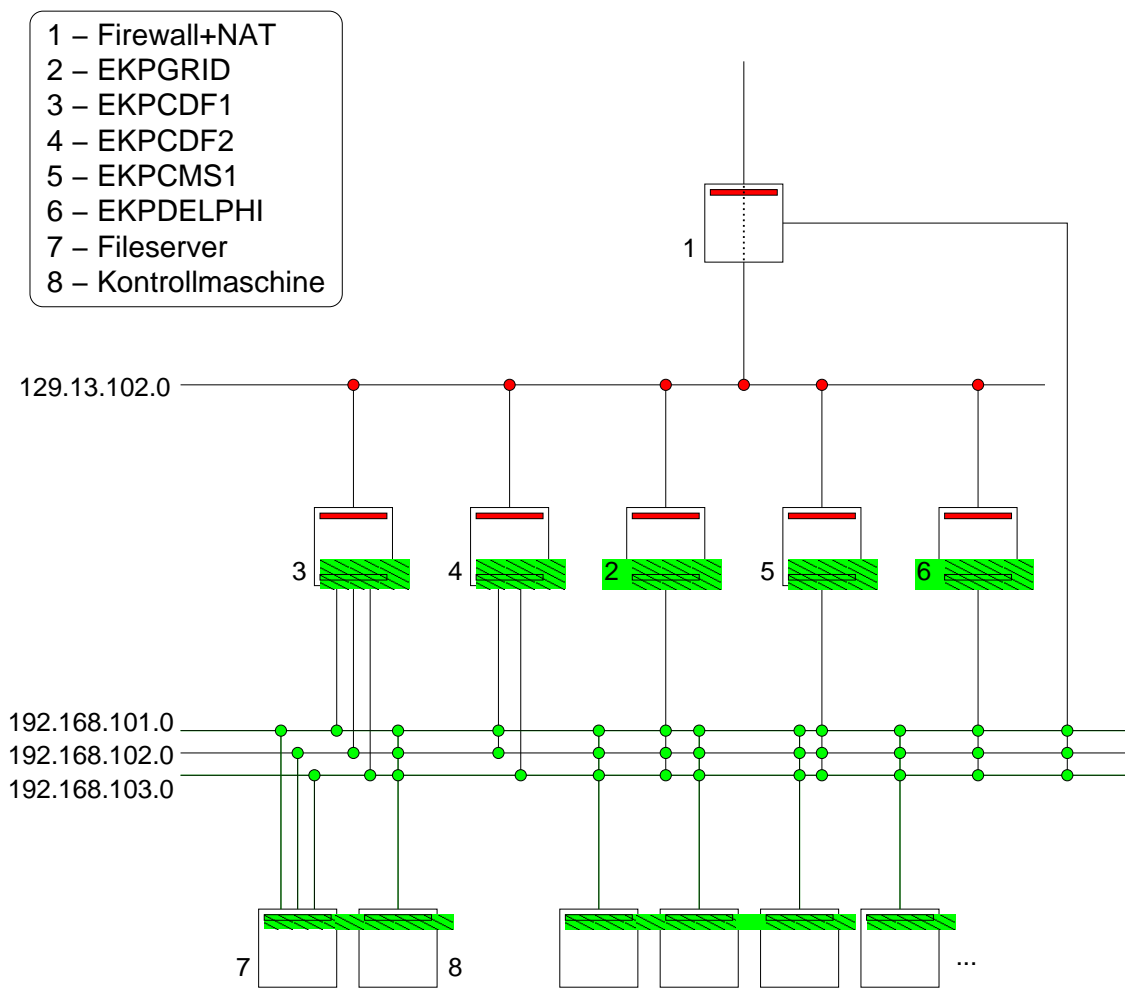 1 – Firewall+NAT
2 – EKPGRID
3 – EKPCDF1
4 – EKPCDF2
5 – EKPCMS1
6 – EKPDELPHI
7 – Fileserver
8 – Kontrollmaschine
1
129.13.102.0
3
4
2
5
6
192.168.101.0
192.168.102.0
192.168.103.0
7
8
...